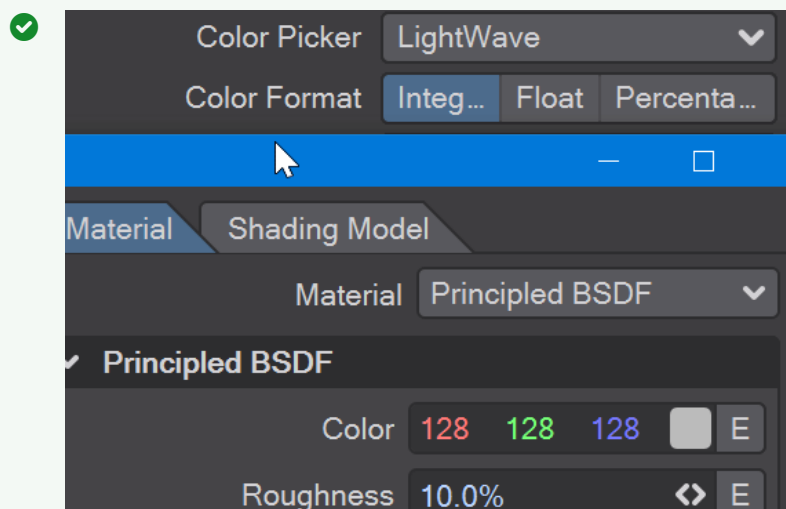 Color Picker LightWave
Color Format Integ... Float Percenta...
Material Shading Model
Material Principled BSDF
Principled BSDF
Color 128 128 128 E
Roughness 10.0% E